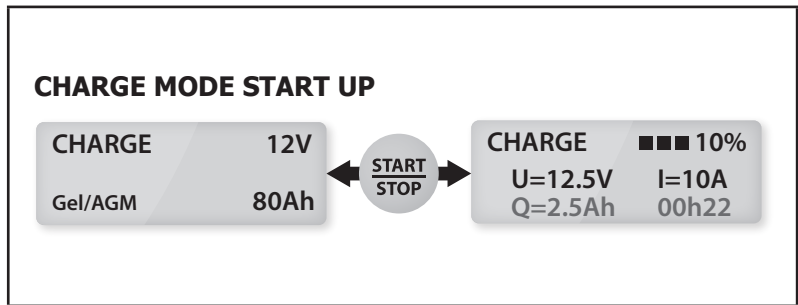 CHARGE MODE START UP
CHARGE 12V
Gel/AGM 80Ah
START
STOP
CHARGE ■■■ 10%
U=12.5V I=10A
Q=2.5Ah 00h22